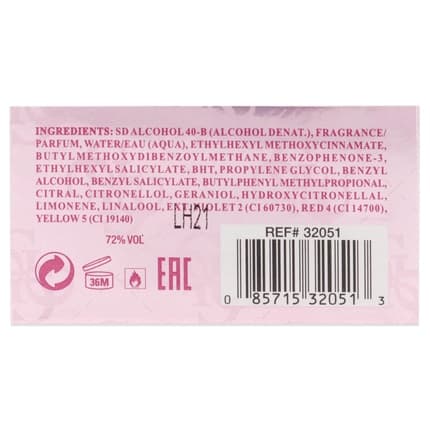 INGREDIENTS: SD ALCOHOL 40-B (ALCOHOL DENAT.), FRAGRANCE/
PARFUM, WATER/EAU (AQUA), ETHYLHEXYL METHOXYCINNAMATE,
BUTYL METHOXYDIBENZOYLMETHANE, BENZOPHENONE-3,
ETHYLHEXYL SALICYLATE, BHT, PROPYLENE GLYCOL, BENZYL
ALCOHOL, BENZYL SALICYLATE, BUTYLPHENYL METHYLPROPIONAL,
CITRAL, CITRONELLOL, GERANIOL, HYDROXYCITRONELLAL,
LIMONENE, LINALOOL, EXT. VIOLET 2 (CI 60730), RED 4 (CI 14700),
YELLOW 5 (CI 19140)
LH21
72% VOL
REF# 32051
36M
EAC
0 85715 32051 3